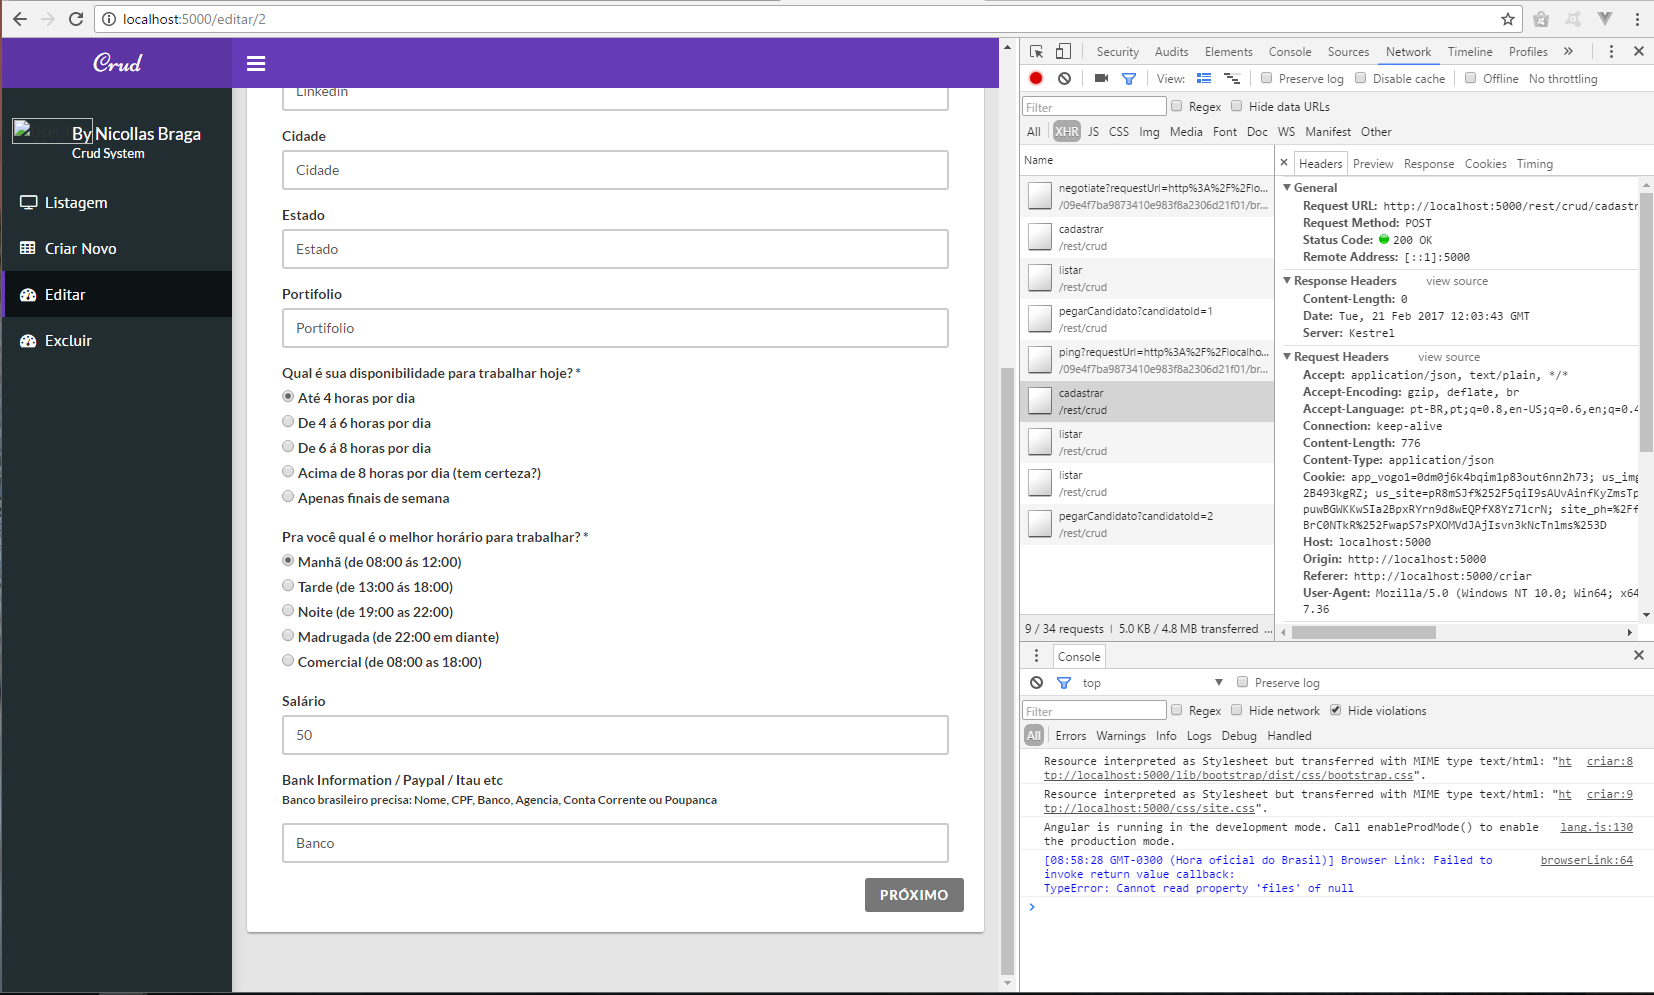 localhost:5000/editar/2
Crud
User
By Nicollas Braga
Crud System
Listagem
Criar Novo
Editar
Excluir
Linkedin
Cidade
Cidade
Estado
Estado
Portifolio
Portifolio
Qual é sua disponibilidade para trabalhar hoje? *
Até 4 horas por dia
De 4 á 6 horas por dia
De 6 á 8 horas por dia
Acima de 8 horas por dia (tem certeza?)
Apenas finais de semana
Pra você qual é o melhor horário para trabalhar? *
Manhã (de 08:00 ás 12:00)
Tarde (de 13:00 ás 18:00)
Noite (de 19:00 as 22:00)
Madrugada (de 22:00 em diante)
Comercial (de 08:00 as 18:00)
Salário
50
Bank Information / Paypal / Itau etc
Banco brasileiro precisa: Nome, CPF, Banco, Agencia, Conta Corrente ou Poupanca
Banco
PRÓXIMO
Security Audits Elements Console Sources Network Timeline Profiles »
View: Preserve log Disable cache Offline No throttling
Filter Regex Hide data URLs
All XHR JS CSS Img Media Font Doc WS Manifest Other
Name
negotiate?requestUrl=http%3A%2F%2Flo...
/09e4f7ba9873410e983f8a2306d21f01/br...
cadastrar
/rest/crud
listar
/rest/crud
pegarCandidato?candidatoId=1
/rest/crud
ping?requestUrl=http%3A%2F%2Flocalho...
/09e4f7ba9873410e983f8a2306d21f01/br...
cadastrar
/rest/crud
listar
/rest/crud
listar
/rest/crud
pegarCandidato?candidatoId=2
/rest/crud
9 / 34 requests | 5.0 KB / 4.8 MB transferred ...
× Headers Preview Response Cookies Timing
General
Request URL: http://localhost:5000/rest/crud/cadastr
Request Method: POST
Status Code: 200 OK
Remote Address: [::1]:5000
Response Headers view source
Content-Length: 0
Date: Tue, 21 Feb 2017 12:03:43 GMT
Server: Kestrel
Request Headers view source
Accept: application/json, text/plain, */*
Accept-Encoding: gzip, deflate, br
Accept-Language: pt-BR,pt;q=0.8,en-US;q=0.6,en;q=0.4
Connection: keep-alive
Content-Length: 776
Content-Type: application/json
Cookie: app_vogo1=0dm0j6k4bqim1p83out6nn2h73; us_img
2B493kgRZ; us_site=pR8mSJf%252F5qiI9sAUvAinfKyZmsTp
puwBGWKKwSIa2BpxRYrn9d8wEQPfX8Yz71crN; site_ph=%2Ff
BrC0NTkR%252FwapS7sPXOMVdJAjIsvn3kNcTnlms%253D
Host: localhost:5000
Origin: http://localhost:5000
Referer: http://localhost:5000/criar
User-Agent: Mozilla/5.0 (Windows NT 10.0; Win64; x64
7.36
Console
top Preserve log
Filter Regex Hide network Hide violations
All Errors Warnings Info Logs Debug Handled
Resource interpreted as Stylesheet but transferred with MIME type text/html: "ht criar:8
tp://localhost:5000/lib/bootstrap/dist/css/bootstrap.css".
Resource interpreted as Stylesheet but transferred with MIME type text/html: "ht criar:9
tp://localhost:5000/css/site.css".
Angular is running in the development mode. Call enableProdMode() to enable lang.js:130
the production mode.
[08:58:28 GMT-0300 (Hora oficial do Brasil)] Browser Link: Failed to browserLink:64
invoke return value callback:
TypeError: Cannot read property 'files' of null